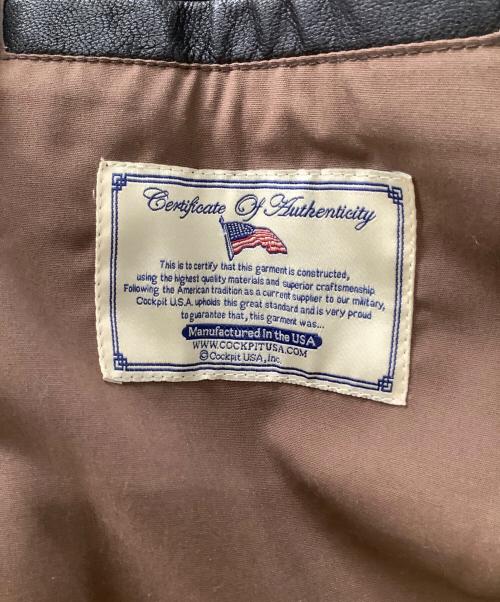 Certificate Of Authenticity
This is to certify that this garment is constructed,
using the highest quality materials and superior craftsmenship
Following the American tradition as a current supplier to our military,
Cockpit U.S.A. upholds this great standard and is very proud
to guarantee that, this garment was...
Manufactured in the USA
WWW.COCKPITUSA.COM
© Cockpit USA, Inc.